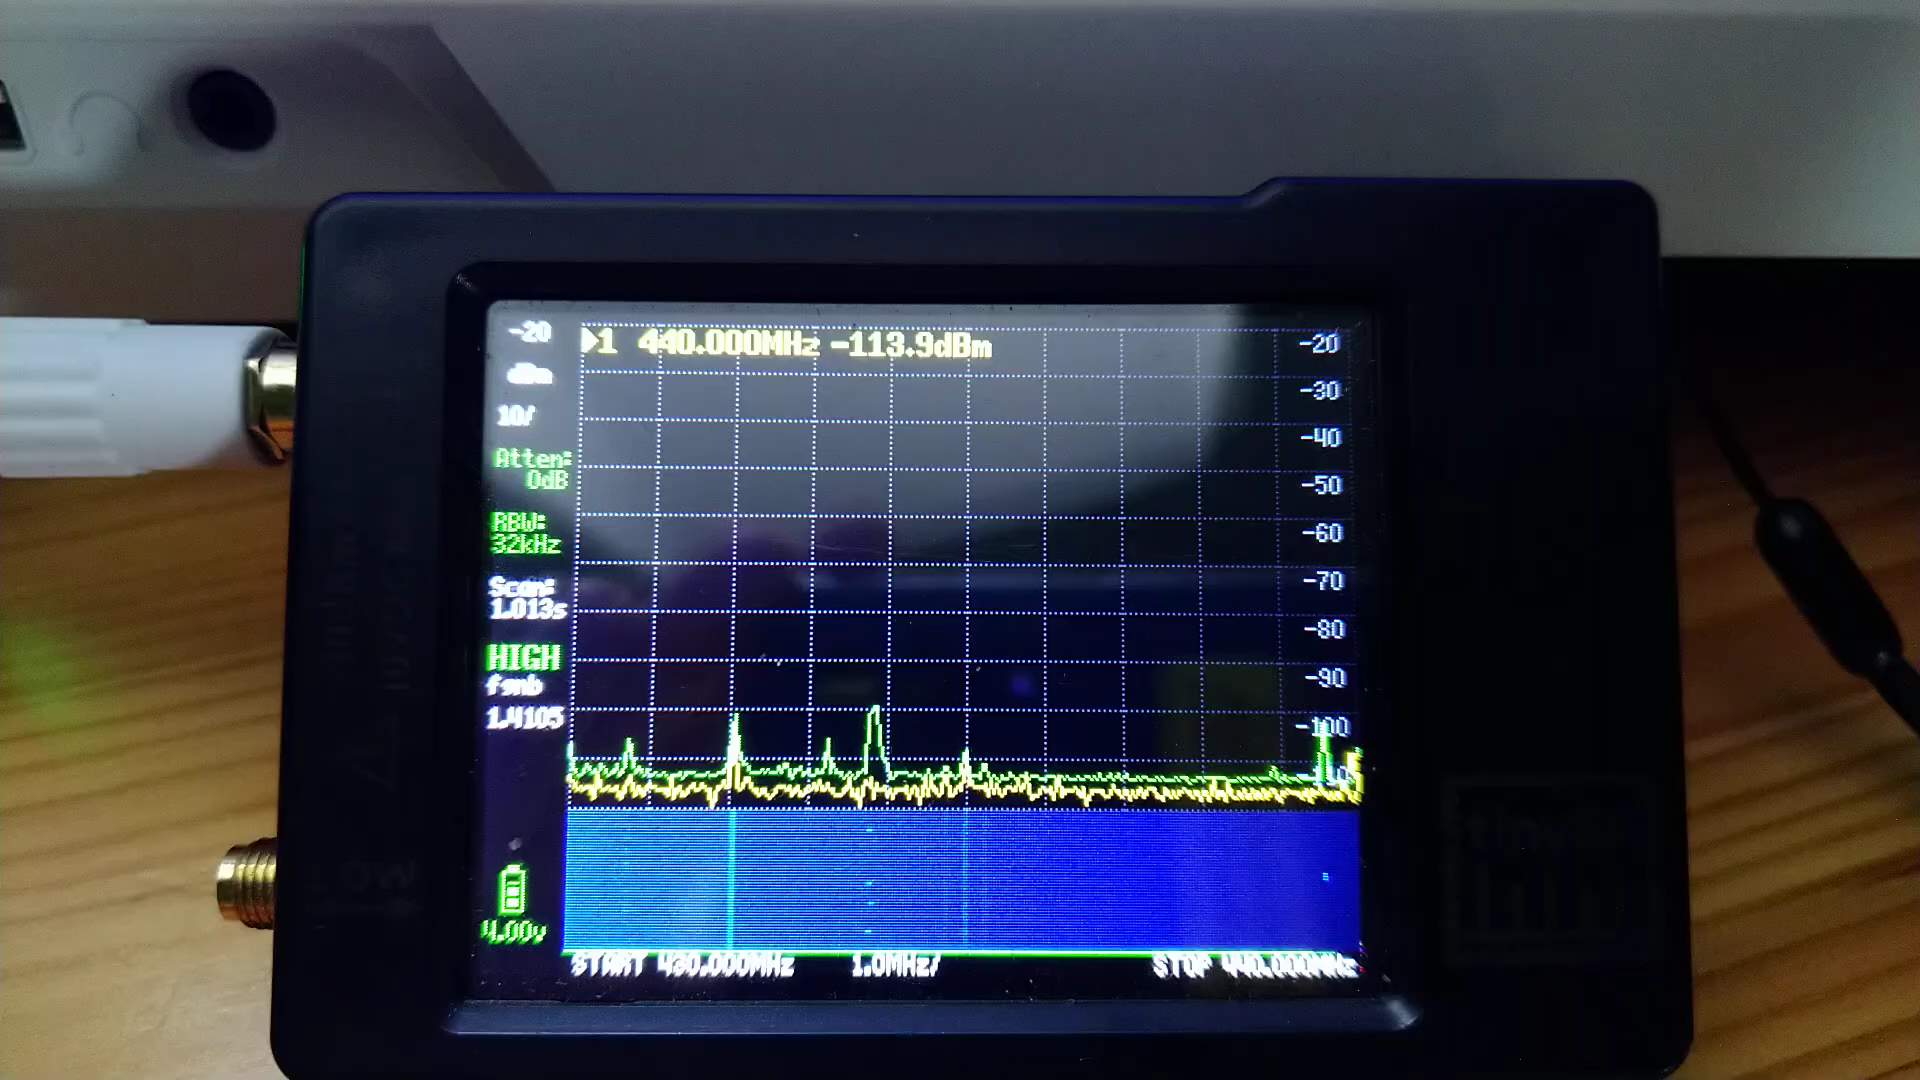 -20
▶1 440.000MHz -113.9dBm
-20
dBm
10/
-30
-40
Atten:
0dB
-50
RBW:
32kHz
-60
Scan:
1.013s
-70
-80
HIGH
-90
1.4105
-100
4.00v
START 430.000MHz 1.0MHz/ STOP 440.000MHz